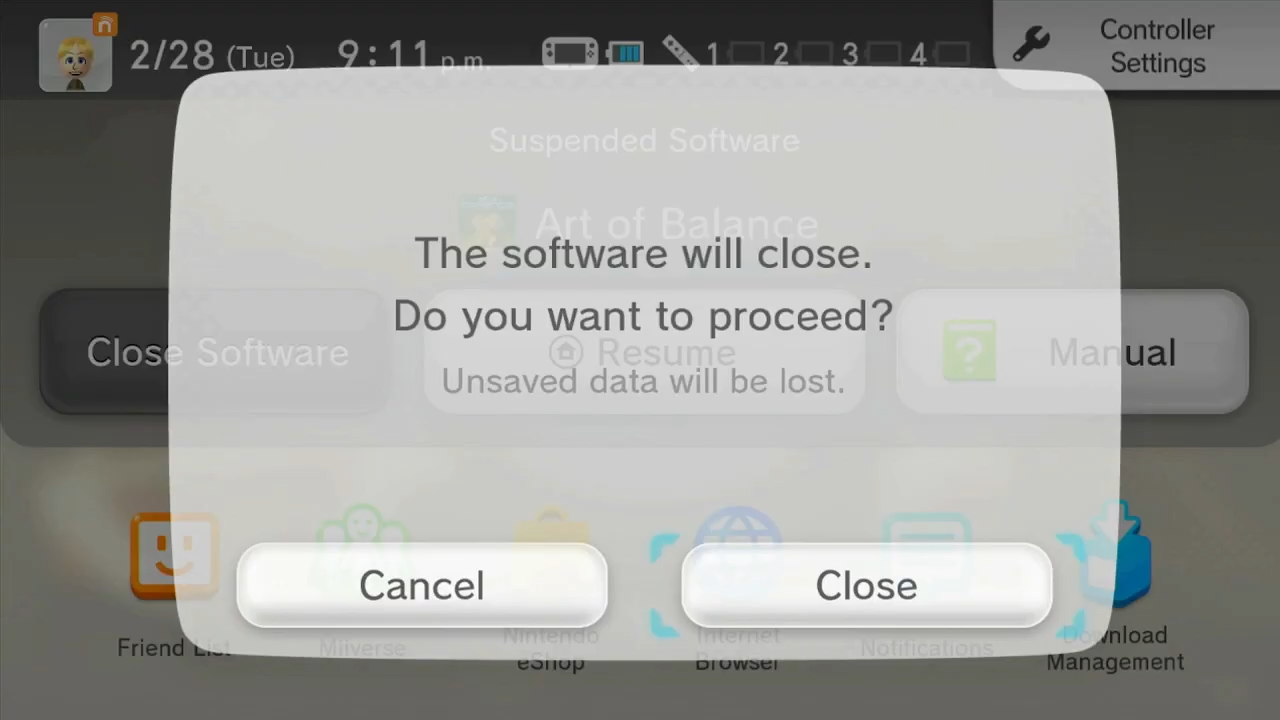 2/28 (Tue) 9:11 p.m. 1 2 3 4
Controller
Settings
Suspended Software
Art of Balance
The software will close.
Do you want to proceed?
Close Software
Resume
Manual
Unsaved data will be lost.
Cancel
Close
Friend List
Miiverse
Nintendo
eShop
Internet
Browser
Notifications
Download
Management